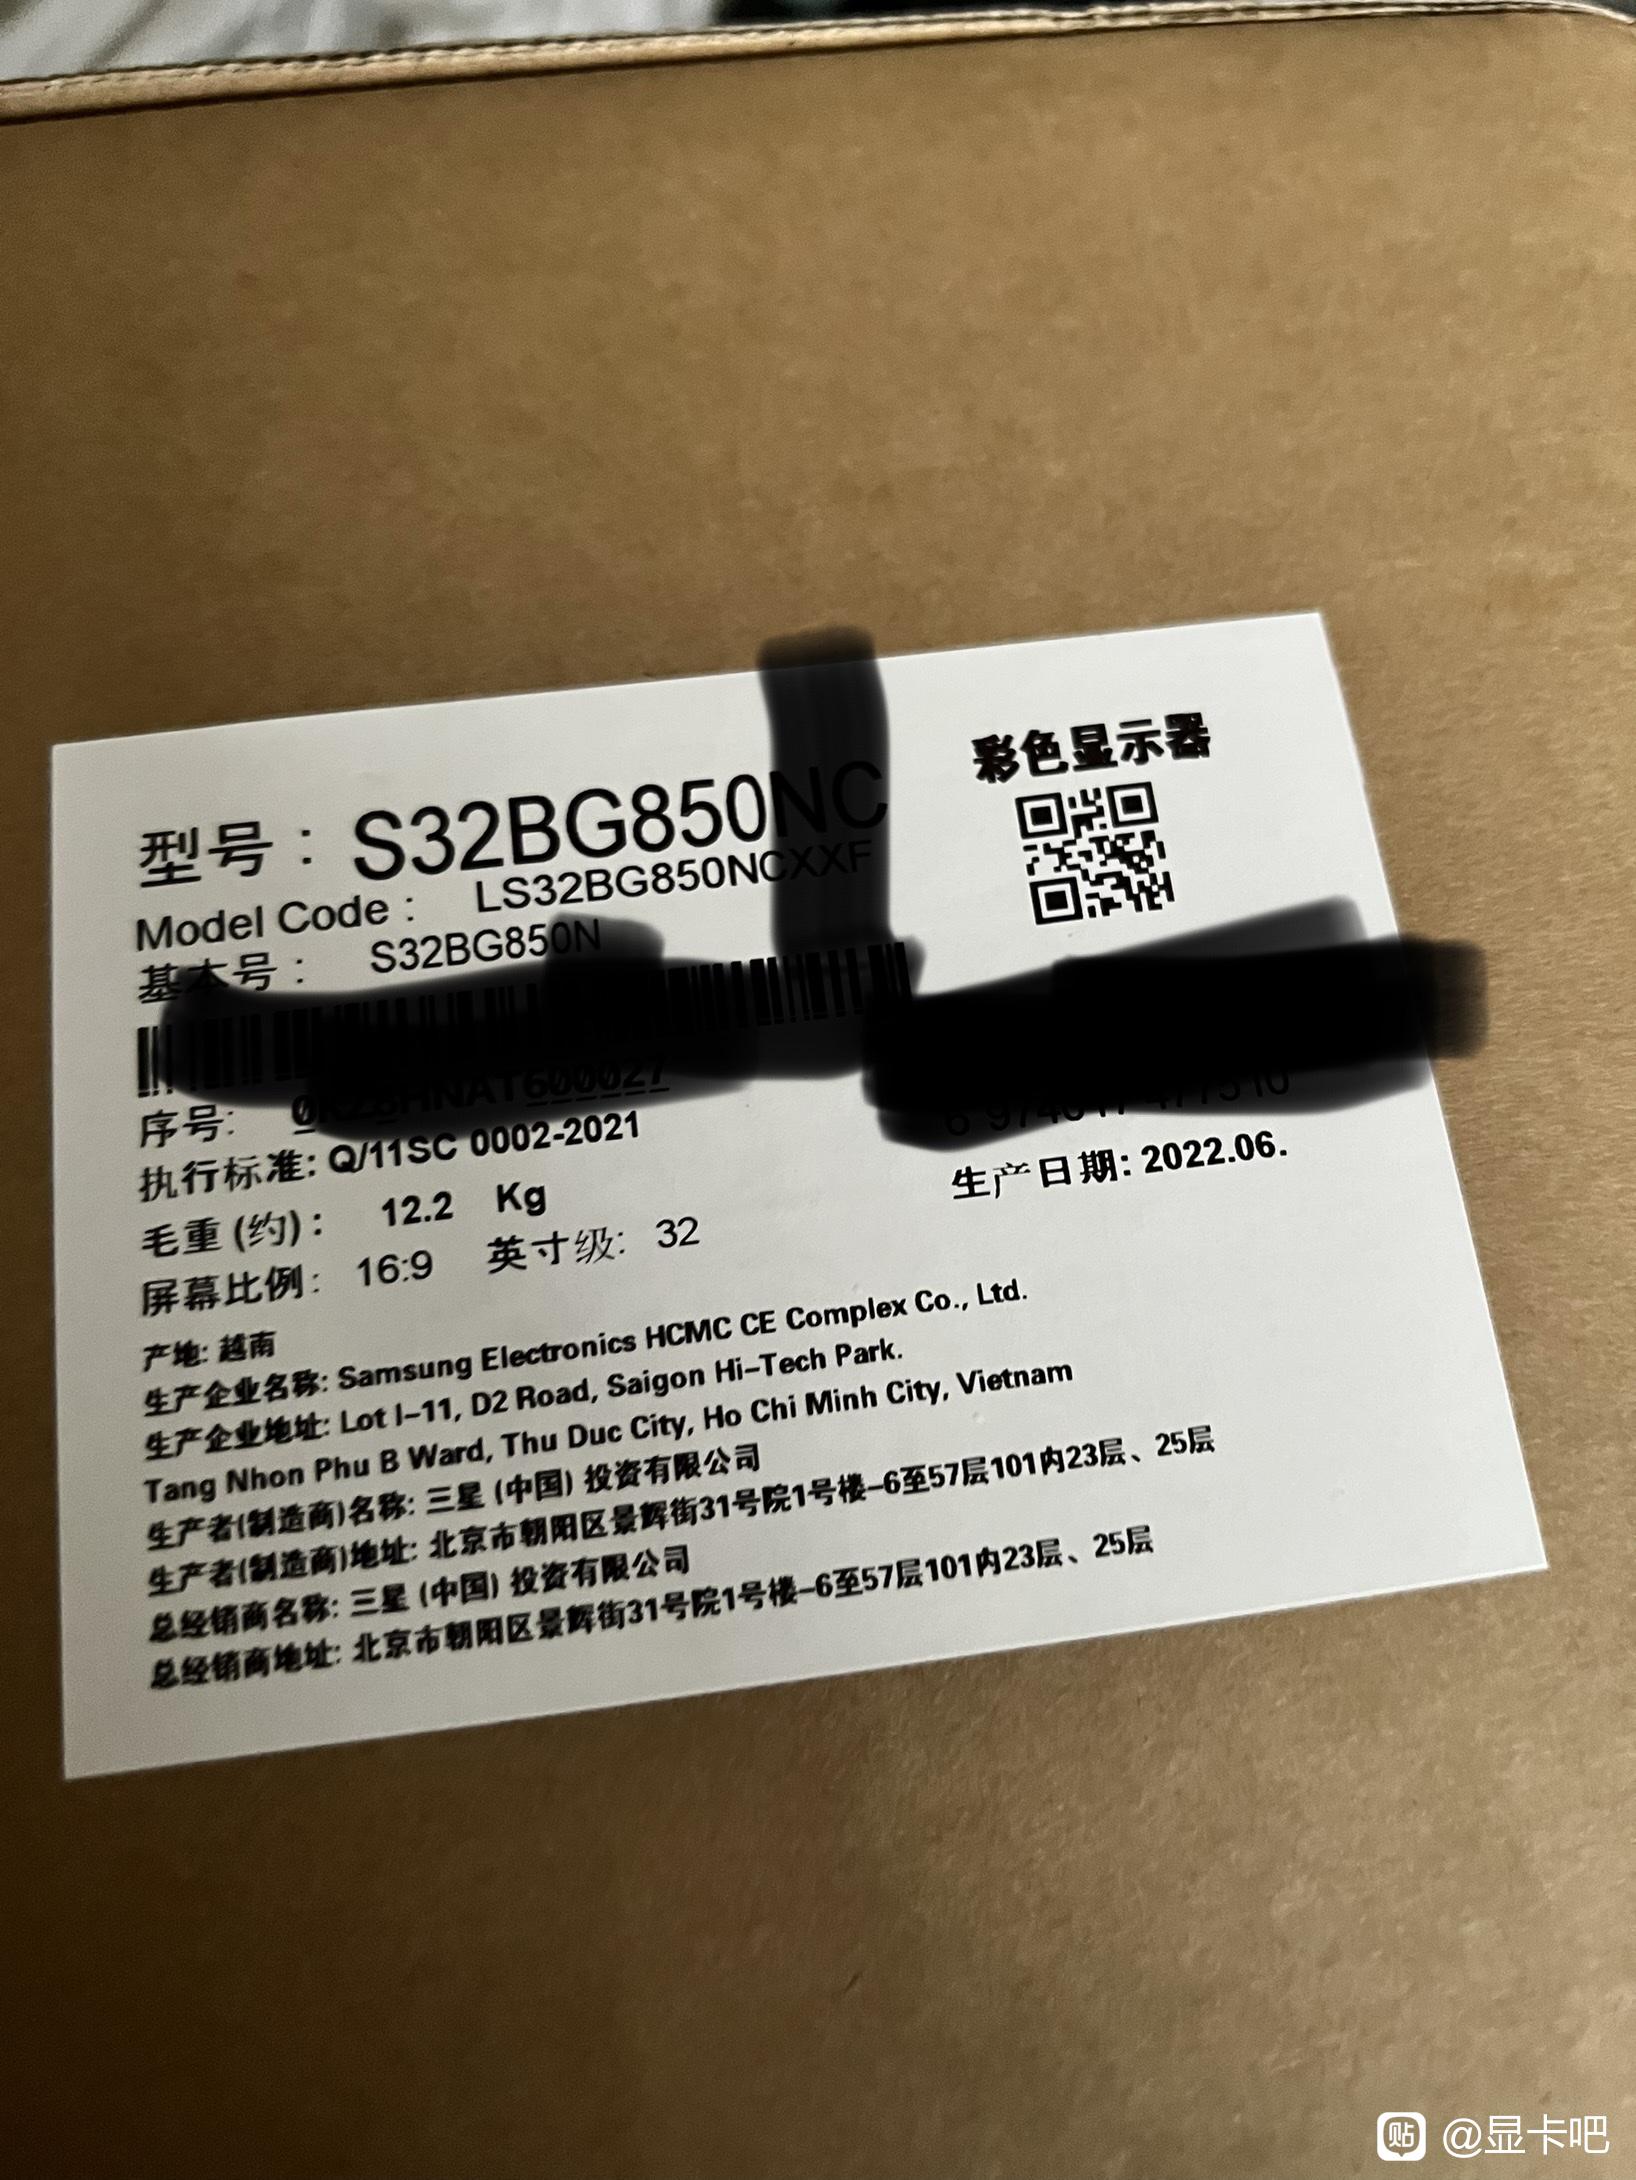 彩色显示器
型号: S32BG850NC
Model Code: LS32BG850NCXXF
基本号: S32BG850N
序号:
执行标准: Q/11SC 0002-2021
生产日期: 2022.06.
毛重 (约): 12.2 Kg
屏幕比例: 16:9 英寸级: 32
产地: 越南
生产企业名称: Samsung Electronics HCMC CE Complex Co., Ltd.
生产企业地址: Lot I-11, D2 Road, Saigon Hi-Tech Park.
Tang Nhon Phu B Ward, Thu Duc City, Ho Chi Minh City, Vietnam
生产者(制造商)名称: 三星 (中国) 投资有限公司
生产者(制造商)地址: 北京市朝阳区景辉街31号院1号楼-6至57层101内23层、25层
总经销商名称: 三星 (中国) 投资有限公司
总经销商地址: 北京市朝阳区景辉街31号院1号楼-6至57层101内23层、25层
贴 @显卡吧